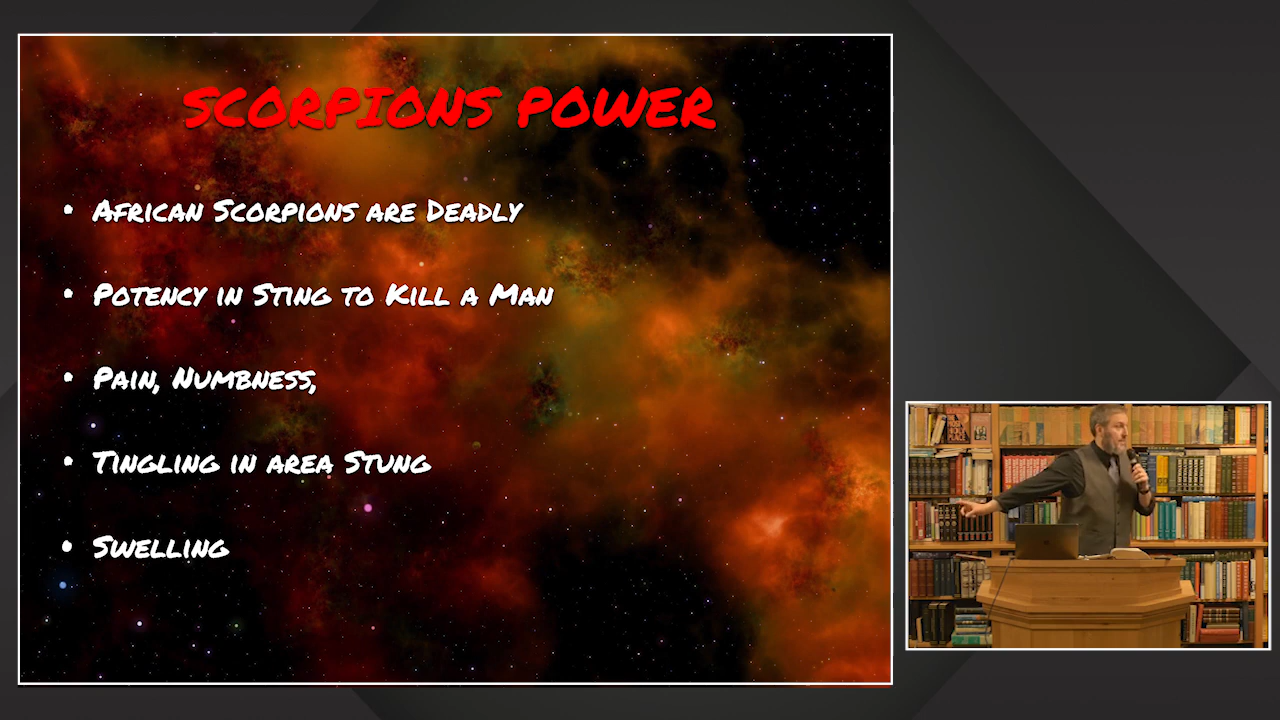 SCORPIONS POWER
• African Scorpions are Deadly
• Potency in Sting to Kill a Man
• Pain, Numbness,
• Tingling in area Stung
• Swelling